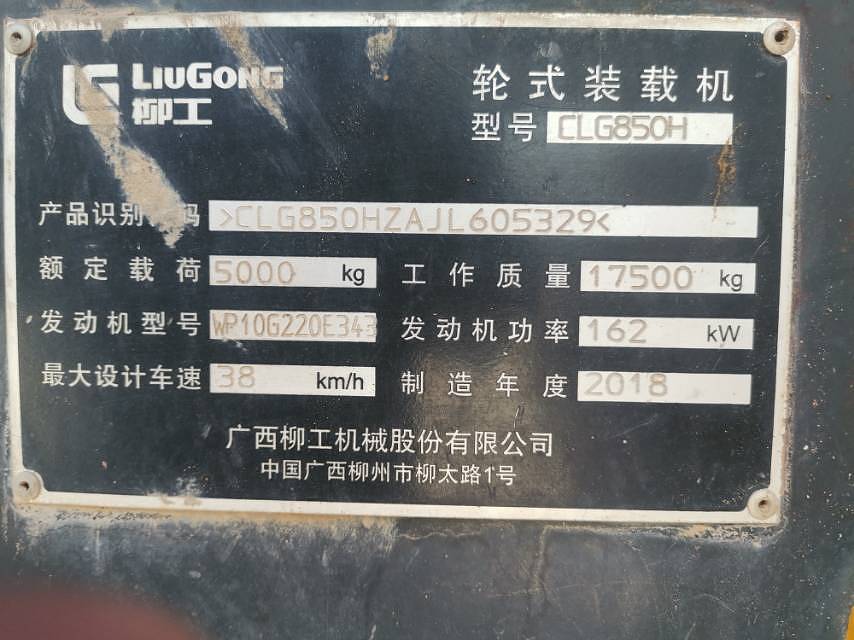 LIUGONG
柳工
轮式装载机
型号 CLG850H
产品识别 码 >CLG850HZAJL605329<
额定载荷 5000 kg 工作质量 17500 kg
发动机型号 WP10G220E343 发动机功率 162 kW
最大设计车速 38 km/h 制造年度 2018
广西柳工机械股份有限公司
中国广西柳州市柳太路1号